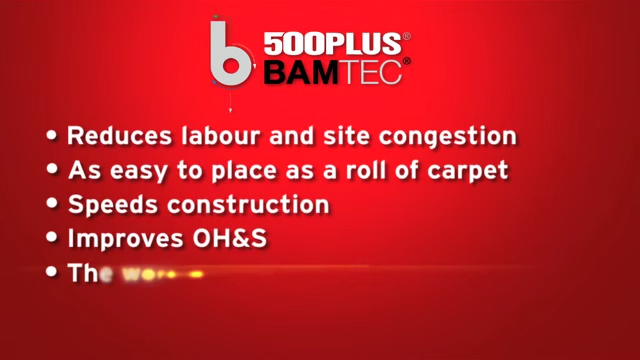 b 500PLUS®
BAMTEC®
• Reduces labour and site congestion
• As easy to place as a roll of carpet
• Speeds construction
• Improves OH&S
• The